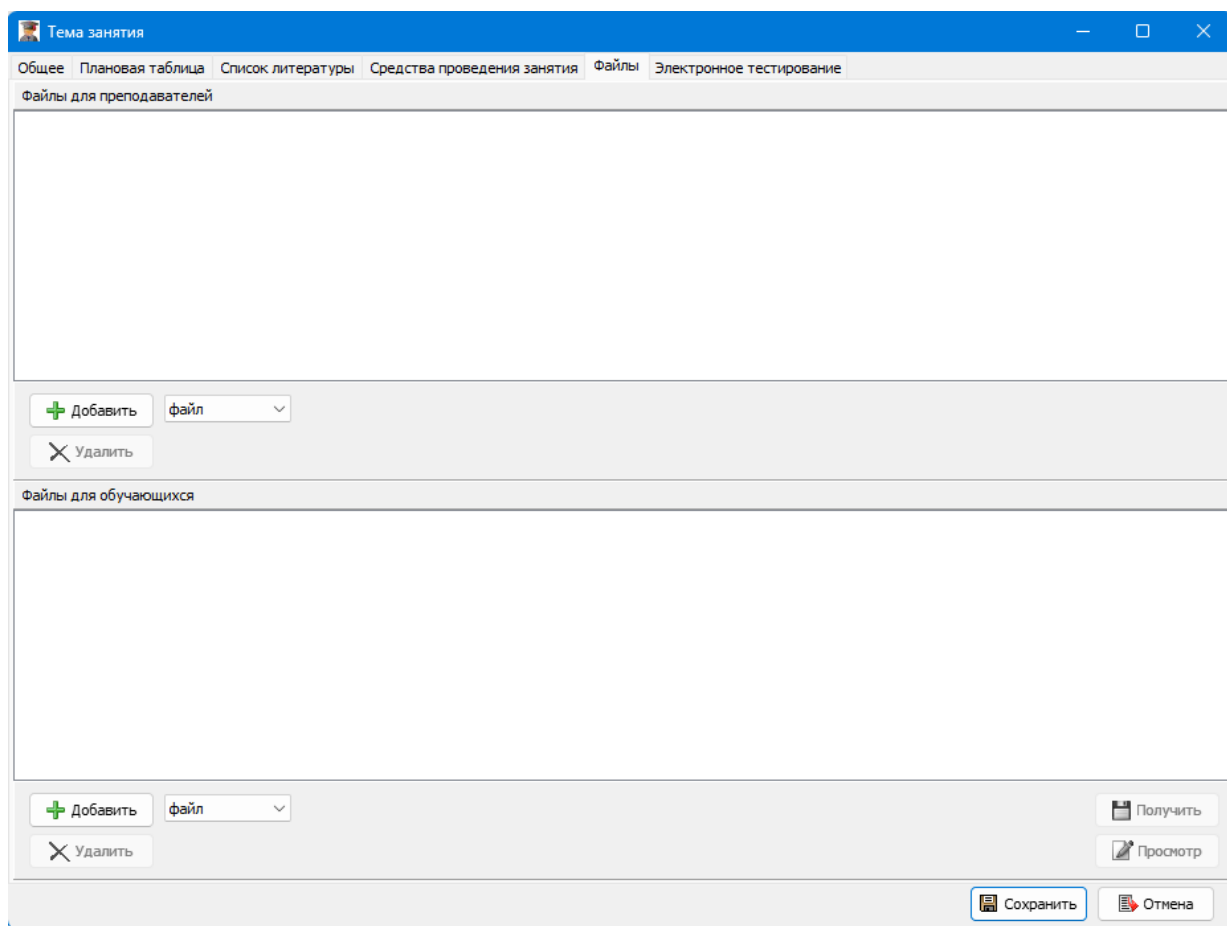 Тема занятия
Общее Плановая таблица Список литературы Средства проведения занятия Файлы Электронное тестирование
Файлы для преподавателей
Добавить файл
Удалить
Файлы для обучающихся
Добавить файл Получить
Удалить Просмотр
Сохранить Отмена